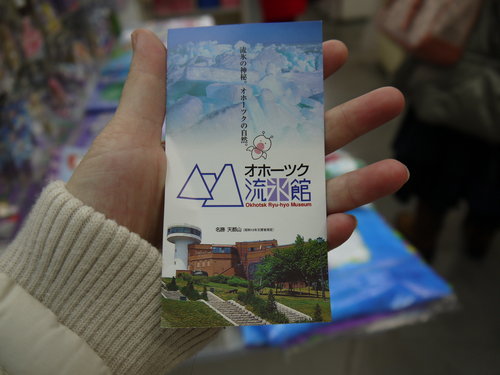 流氷の神秘。オホーツクの自然。
オホーツク
流氷館
Okhotsk Ryu-hyo Museum
名勝 天都山